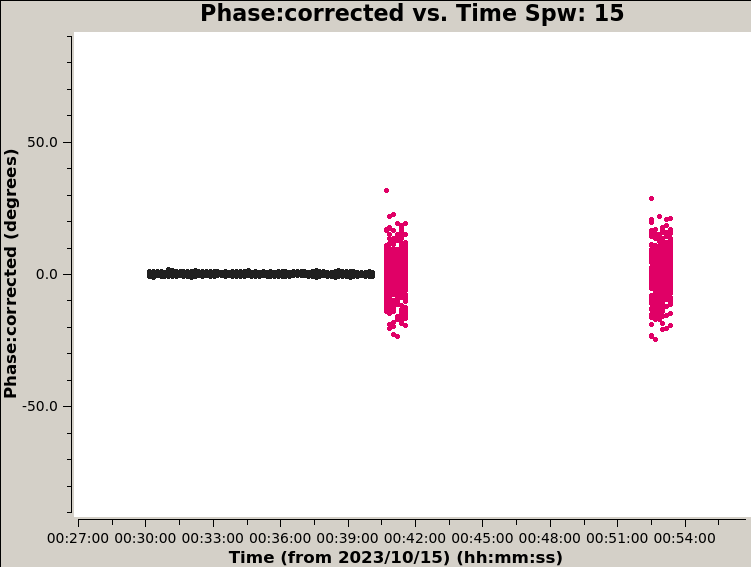 Phase:corrected vs. Time Spw: 15
Phase:corrected (degrees)
50.0
0.0
-50.0
00:27:00 00:30:00 00:33:00 00:36:00 00:39:00 00:42:00 00:45:00 00:48:00 00:51:00 00:54:00
Time (from 2023/10/15) (hh:mm:ss)